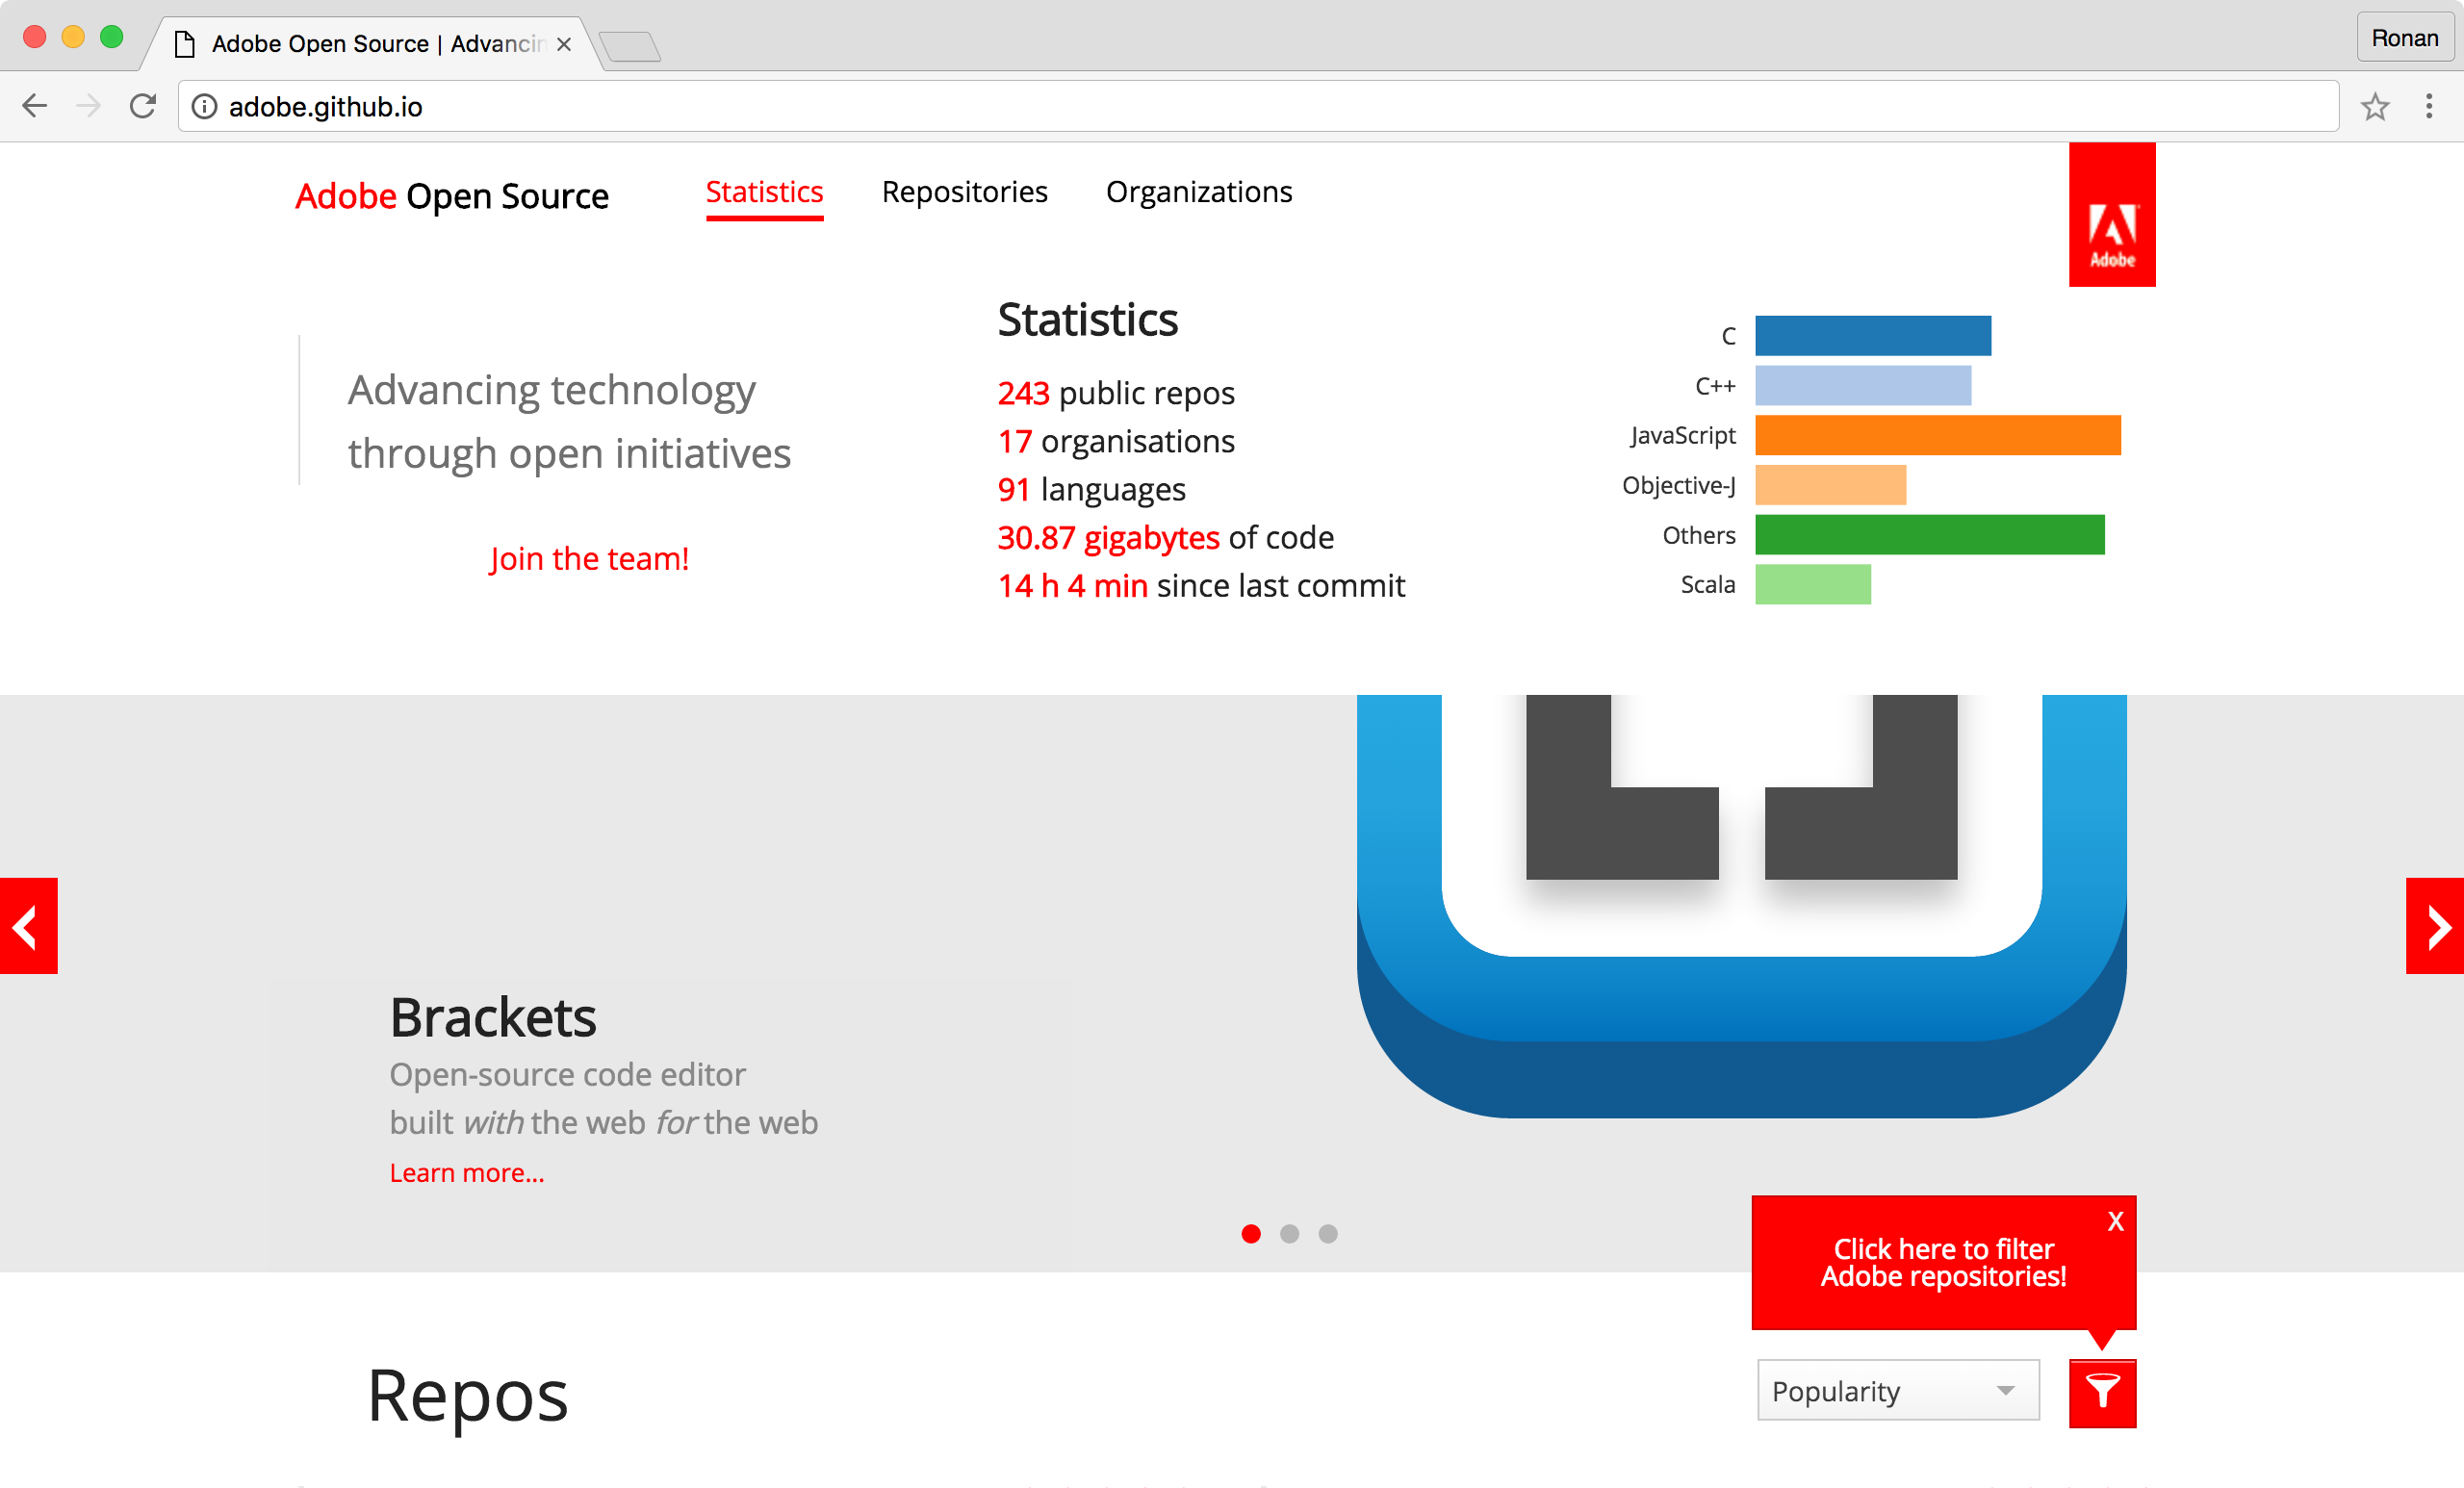 Adobe Open Source | Advancin
Ronan
adobe.github.io
Adobe Open Source
Statistics
Repositories
Organizations
Adobe
Advancing technology
through open initiatives
Join the team!
Statistics
243 public repos
17 organisations
91 languages
30.87 gigabytes of code
14 h 4 min since last commit
C
C++
JavaScript
Objective-J
Others
Scala
Brackets
Open-source code editor
built with the web for the web
Learn more...
X
Click here to filter
Adobe repositories!
Repos
Popularity